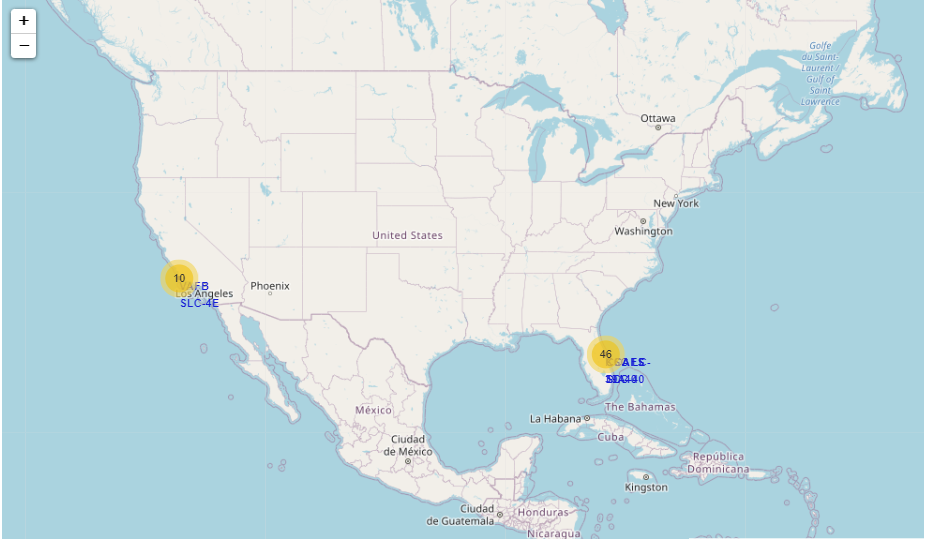 +
−
Golfe
du Saint-
Laurent /
Gulf of
Saint
Lawrence
Ottawa
New York
Washington
United States
10
Los Angeles
SLC-4E
Phoenix
46
The Bahamas
México
La Habana
Cuba
Ciudad
de México
República
Dominicana
Kingston
Ciudad
de Guatemala
Honduras
Nicaragua